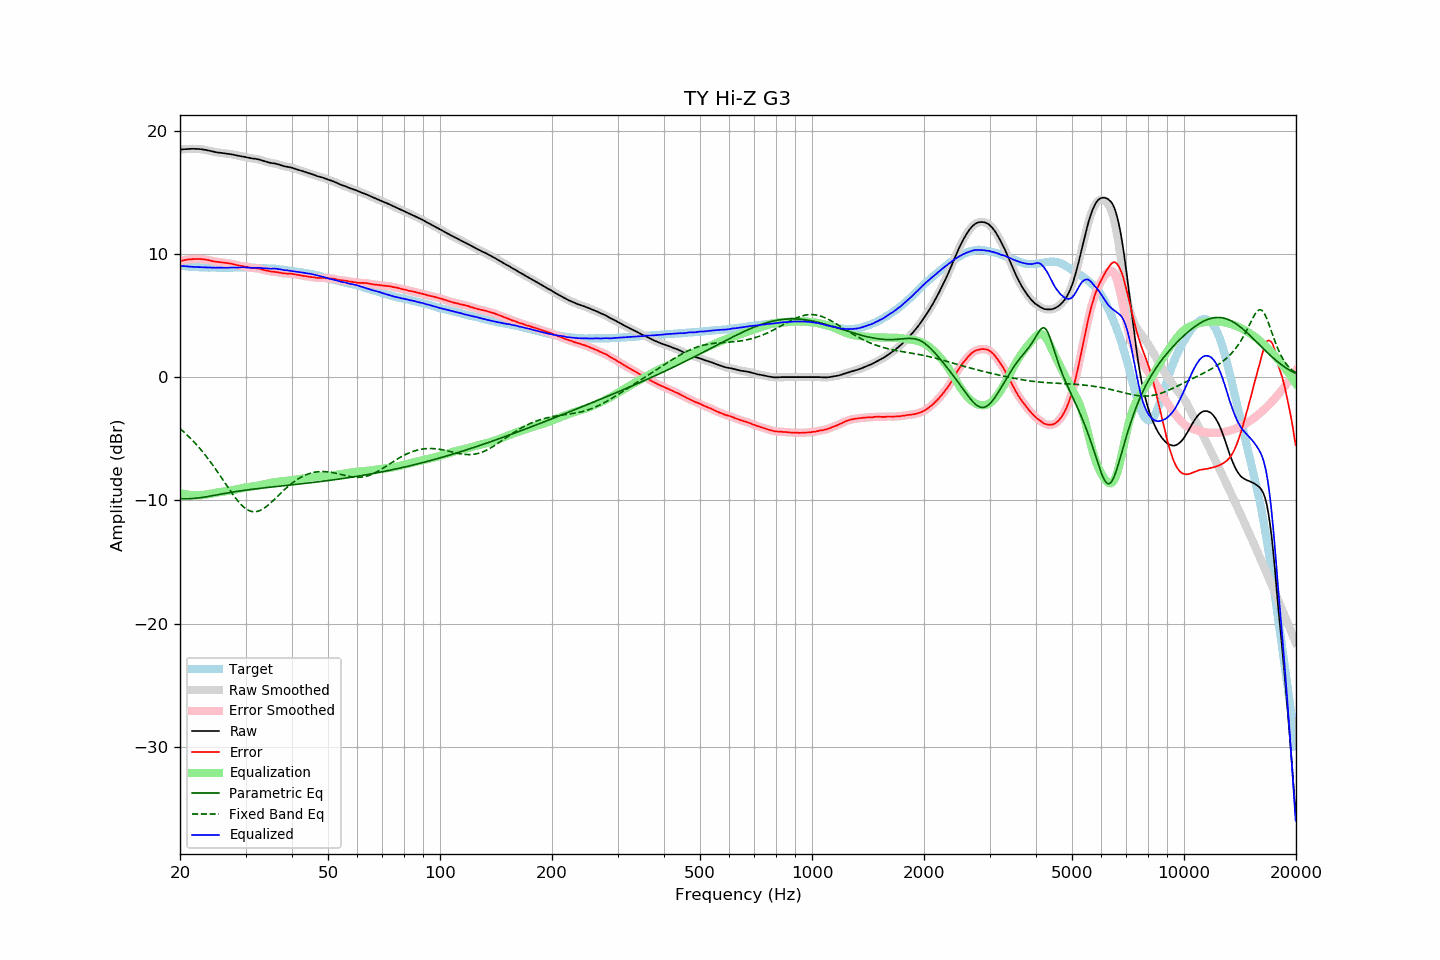 TY Hi-Z G3
20
10
0
−10
−20
−30
Amplitude (dBr)
Target
Raw Smoothed
Error Smoothed
Raw
Error
Equalization
Parametric Eq
Fixed Band Eq
Equalized
20 50 100 200 500 1000 2000 5000 10000 20000
Frequency (Hz)